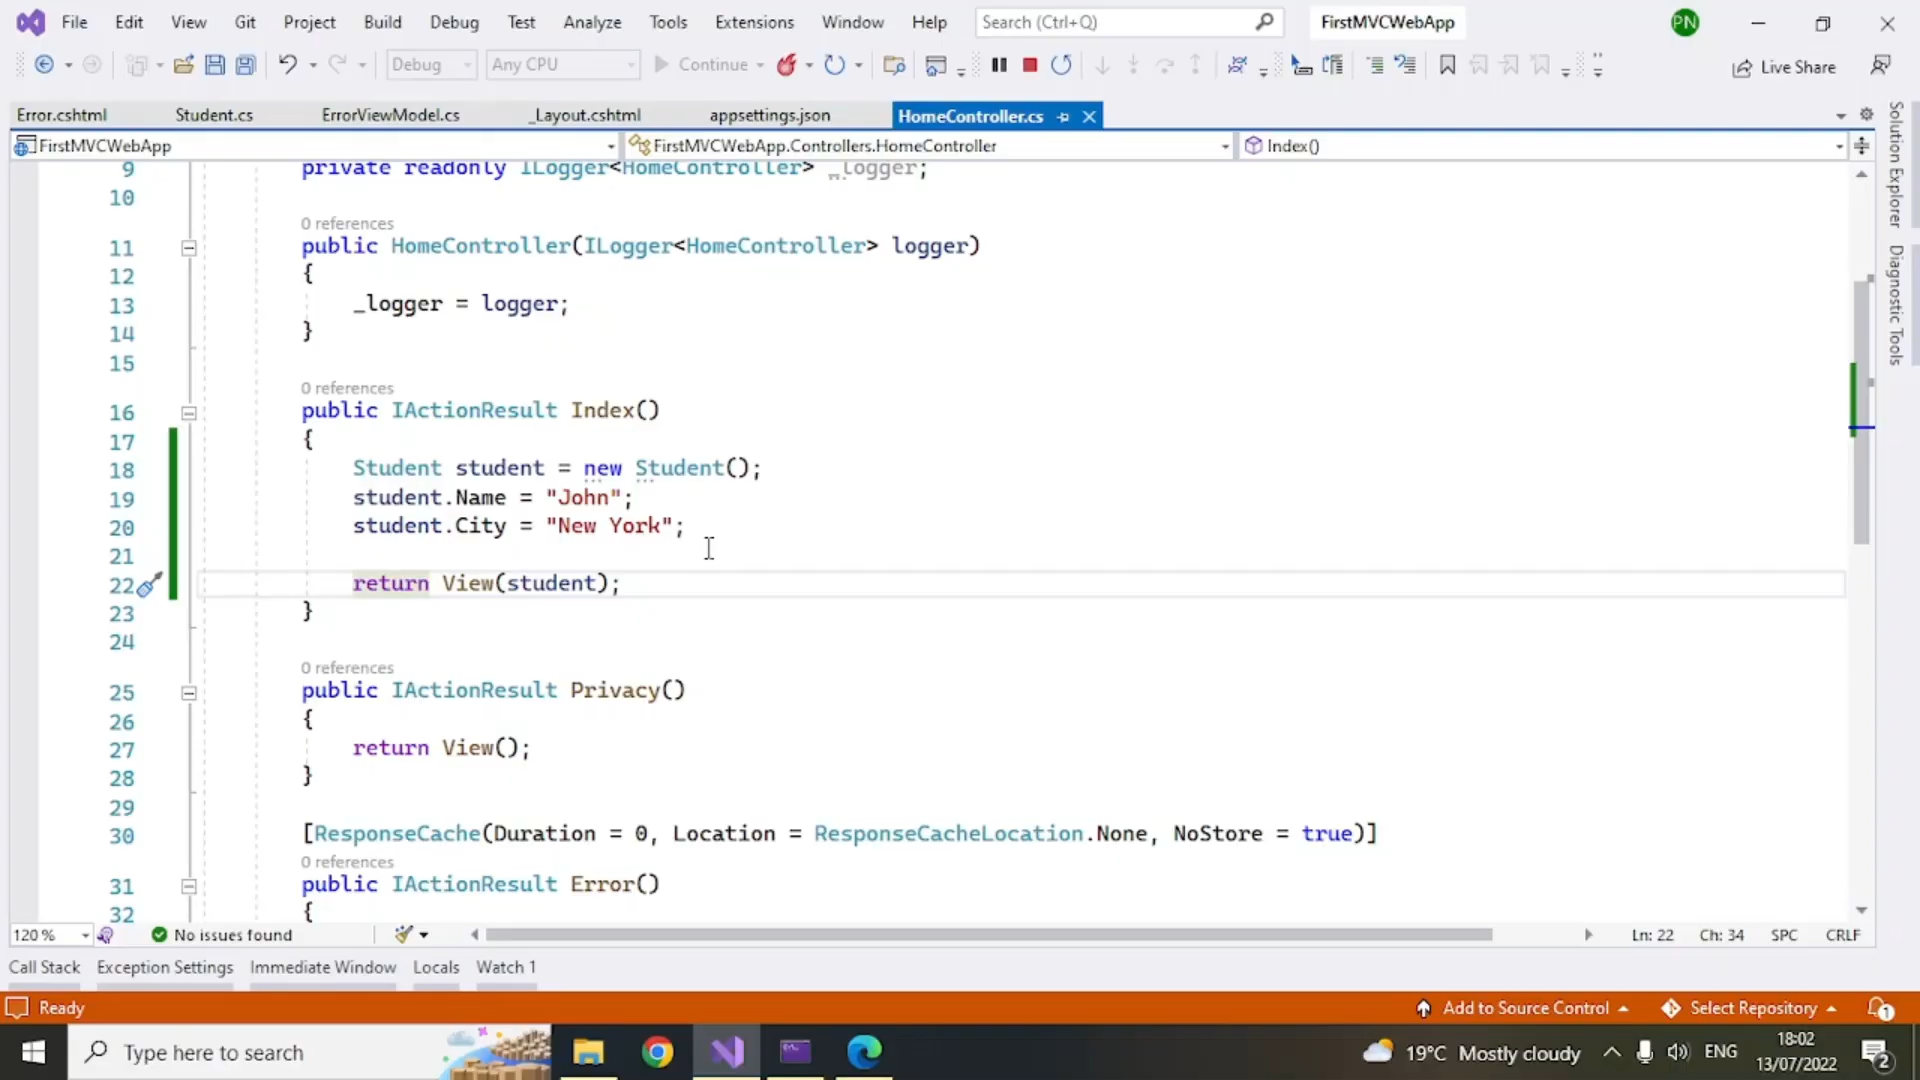 File Edit View Git Project Build Debug Test Analyze Tools Extensions Window Help Search (Ctrl+Q) FirstMVCWebApp PN
Debug Any CPU Continue Live Share
Error.cshtml Student.cs ErrorViewModel.cs _Layout.cshtml appsettings.json HomeController.cs
FirstMVCWebApp FirstMVCWebApp.Controllers.HomeController Index()
9 private readonly ILogger<HomeController> _logger;
10
0 references
11 public HomeController(ILogger<HomeController> logger)
12 {
13 _logger = logger;
14 }
15
0 references
16 public IActionResult Index()
17 {
18 Student student = new Student();
19 student.Name = "John";
20 student.City = "New York";
21
22 return View(student);
23 }
24
0 references
25 public IActionResult Privacy()
26 {
27 return View();
28 }
29
30 [ResponseCache(Duration = 0, Location = ResponseCacheLocation.None, NoStore = true)]
0 references
31 public IActionResult Error()
32 {
Solution Explorer
Diagnostic Tools
120 % No issues found Ln: 22 Ch: 34 SPC CRLF
Call Stack Exception Settings Immediate Window Locals Watch 1
Ready Add to Source Control Select Repository 1
Type here to search 19°C Mostly cloudy ENG 18:02
13/07/2022 2